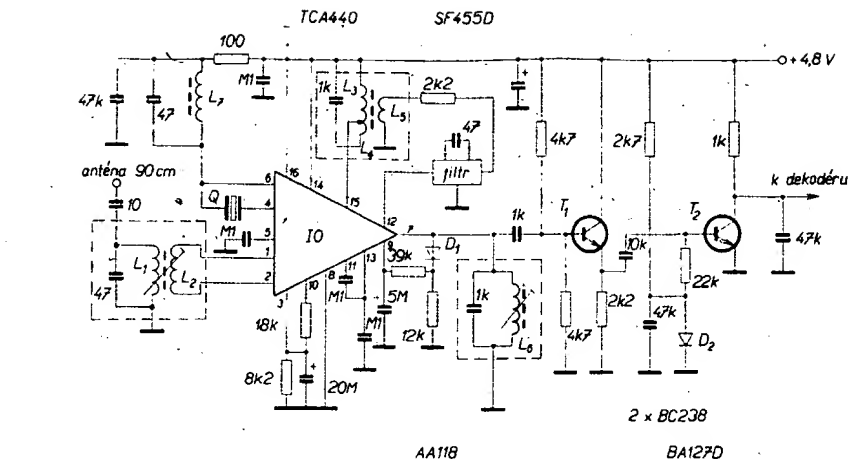 TCA440 SF455D
100
+ 4,8 V
47k
47
L7
M1
1k
L3
L5
L4
2k2
47
filtr
4k7
2k7
1k
anténa 90cm
10
Q
6
4
5
1
2
3
16
14
15
12
7
9
13
11
8
10
IO
M1
L1
L2
47
1k
T1
10k
T2
k dekodéru
47k
D1
39k
M1
5M
M1
12k
1k
L6
4k7
2k2
47k
22k
D2
18k
8k2
20M
+
+
2 x BC238
AA118 BA127D